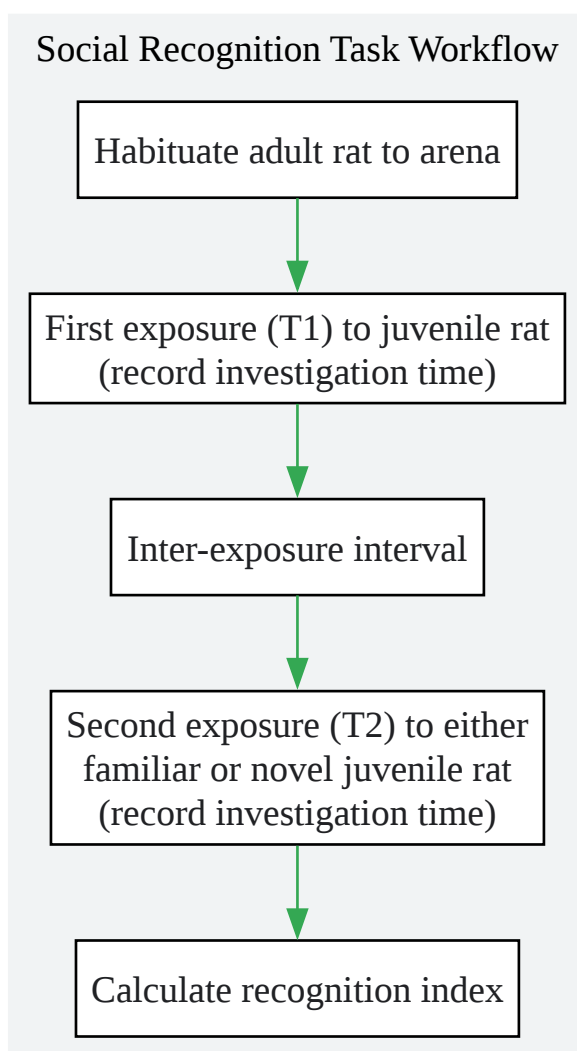 Social Recognition Task Workflow
Habituate adult rat to arena
First exposure (T1) to juvenile rat
(record investigation time)
Inter-exposure interval
Second exposure (T2) to either
familiar or novel juvenile rat
(record investigation time)
Calculate recognition index